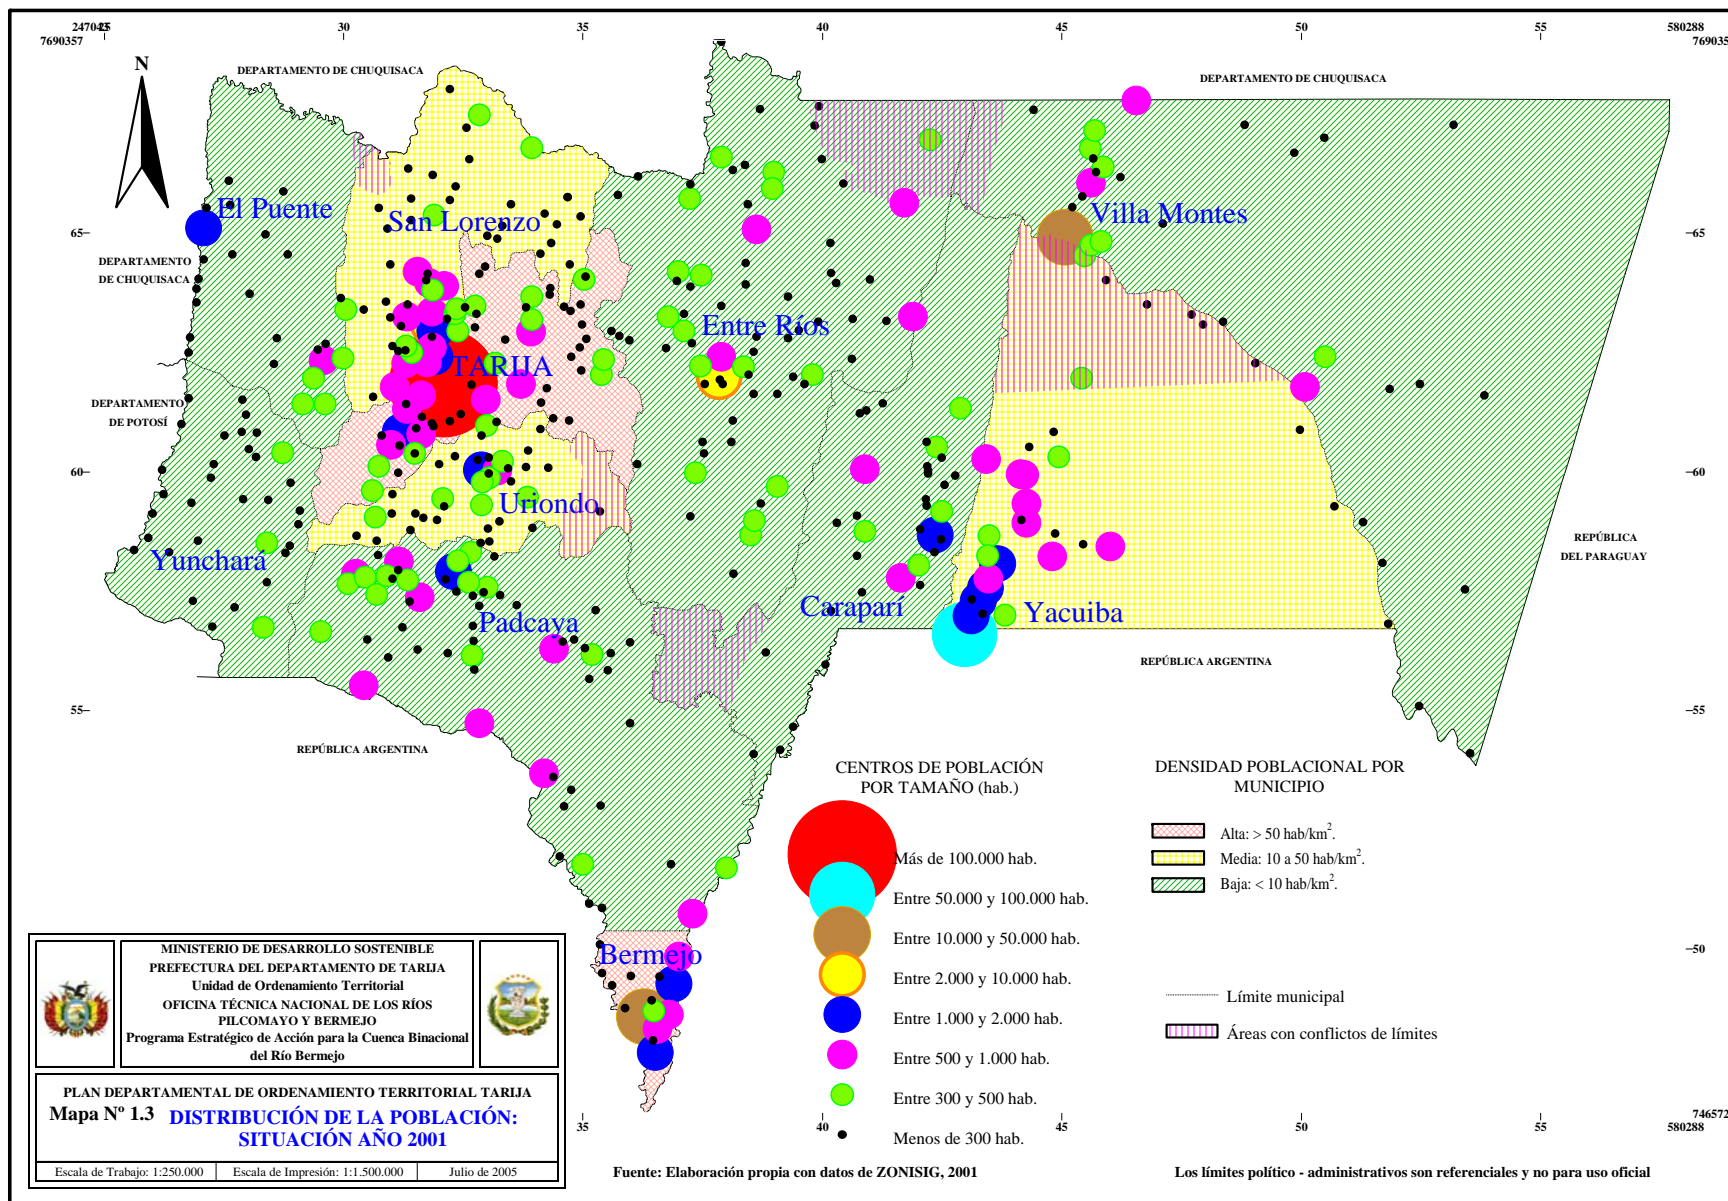 247043
25
30
35
40
45
50
55
580288
7690357
769035
N
DEPARTAMENTO DE CHUQUISACA
DEPARTAMENTO DE CHUQUISACA
El Puente
San Lorenzo
Villa Montes
65
65
DEPARTAMENTO
DE CHUQUISACA
Entre Ríos
TARIJA
DEPARTAMENTO
DE POTOSÍ
60
60
Uriondo
Yunchará
REPÚBLICA
DEL PARAGUAY
Caraparí
Yacuiba
Padcaya
REPÚBLICA ARGENTINA
55
55
REPÚBLICA ARGENTINA
CENTROS DE POBLACIÓN
POR TAMAÑO (hab.)
Más de 100.000 hab.
Entre 50.000 y 100.000 hab.
Entre 10.000 y 50.000 hab.
Entre 2.000 y 10.000 hab.
Entre 1.000 y 2.000 hab.
Entre 500 y 1.000 hab.
Entre 300 y 500 hab.
Menos de 300 hab.
DENSIDAD POBLACIONAL POR
MUNICIPIO
Alta: > 50 hab/km².
Media: 10 a 50 hab/km².
Baja: < 10 hab/km².
Límite municipal
Áreas con conflictos de límites
Bermejo
50
MINISTERIO DE DESARROLLO SOSTENIBLE
PREFECTURA DEL DEPARTAMENTO DE TARIJA
Unidad de Ordenamiento Territorial
OFICINA TÉCNICA NACIONAL DE LOS RÍOS
PILCOMAYO Y BERMEJO
Programa Estratégico de Acción para la Cuenca Binacional
del Río Bermejo
PLAN DEPARTAMENTAL DE ORDENAMIENTO TERRITORIAL TARIJA
Mapa Nº 1.3 DISTRIBUCIÓN DE LA POBLACIÓN:
SITUACIÓN AÑO 2001
Escala de Trabajo: 1:250.000
Escala de Impresión: 1:1.500.000
Julio de 2005
35
40
45
50
55
746572
580288
Fuente: Elaboración propia con datos de ZONISIG, 2001
Los límites político - administrativos son referenciales y no para uso oficial